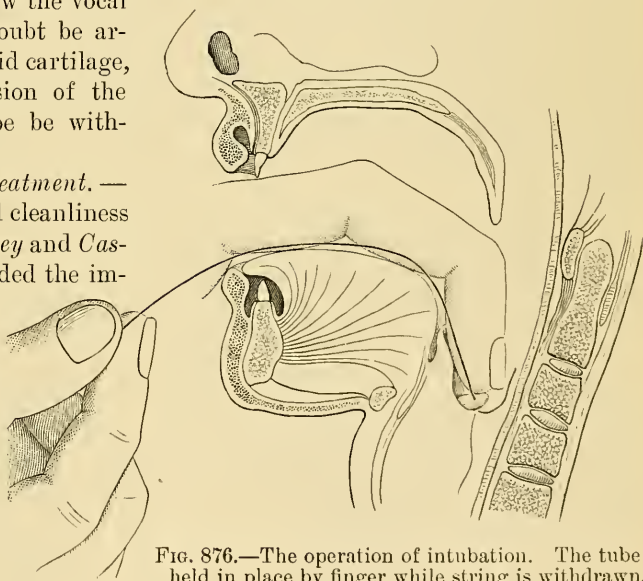 w the vocal
oubt be ar-
id cartilage,
sion of the
be be with-
eatment. —
l cleanliness
ey and Cas-
ded the im-
FIG. 876.—The operation of intubation. The tube
held in place by finger while string is withdrawn